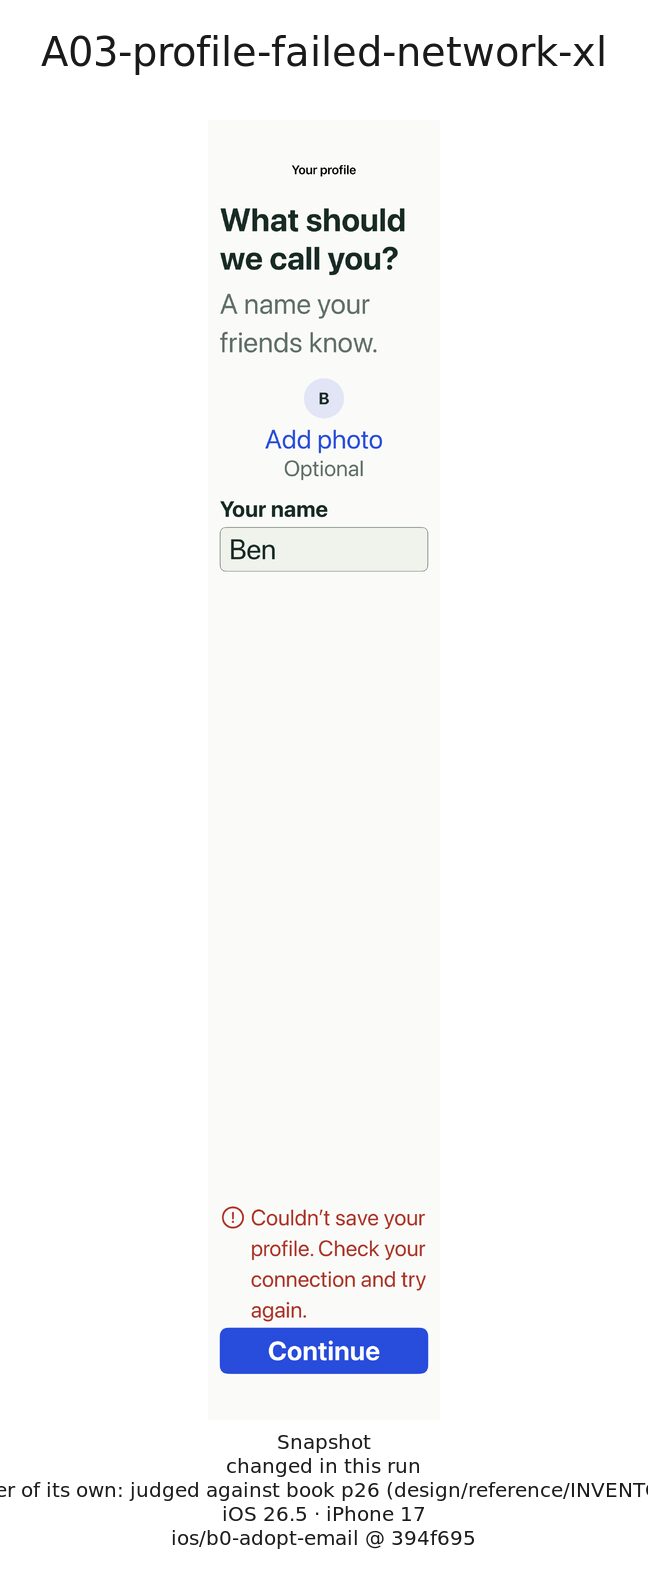 A03-profile-failed-network-xl
Your profile
What should
we call you?
A name your
friends know.
B
Add photo
Optional
Your name
Ben
Couldn’t save your
profile. Check your
connection and try
again.
Continue
Snapshot
changed in this run
of its own: judged against book p26 (design/reference/
iOS 26.5 · iPhone 17
ios/b0-adopt-email @ 394f695